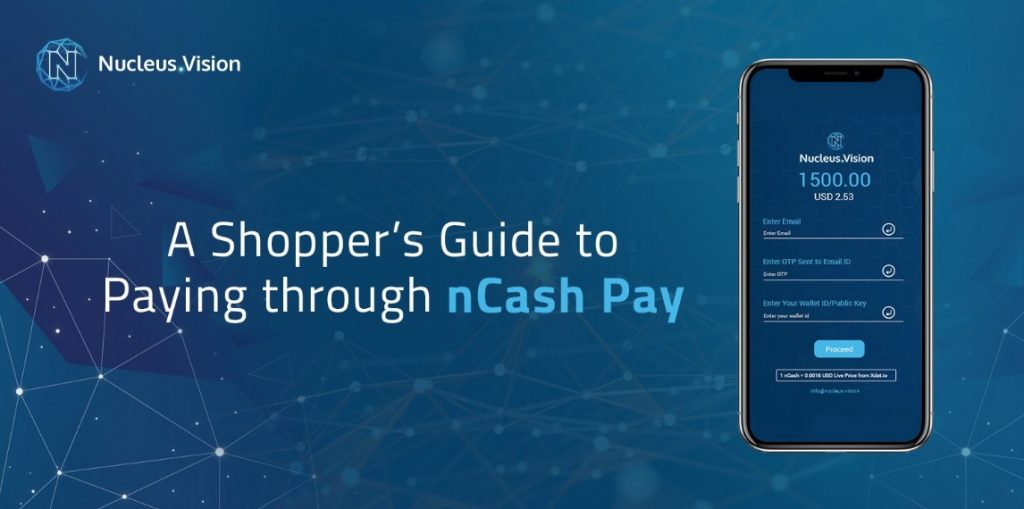 Nucleus.Vision
A Shopper's Guide to
Paying through nCash Pay
Nucleus.Vision
1500.00
USD 2.53
Enter Email
Enter Email
Enter OTP Sent to Email ID
Enter OTP
Enter Your Wallet ID/Public Key
Enter your wallet id
Proceed
1 nCash = 0.0016 USD Live Price from Xdat.io
info@nucleus.vision